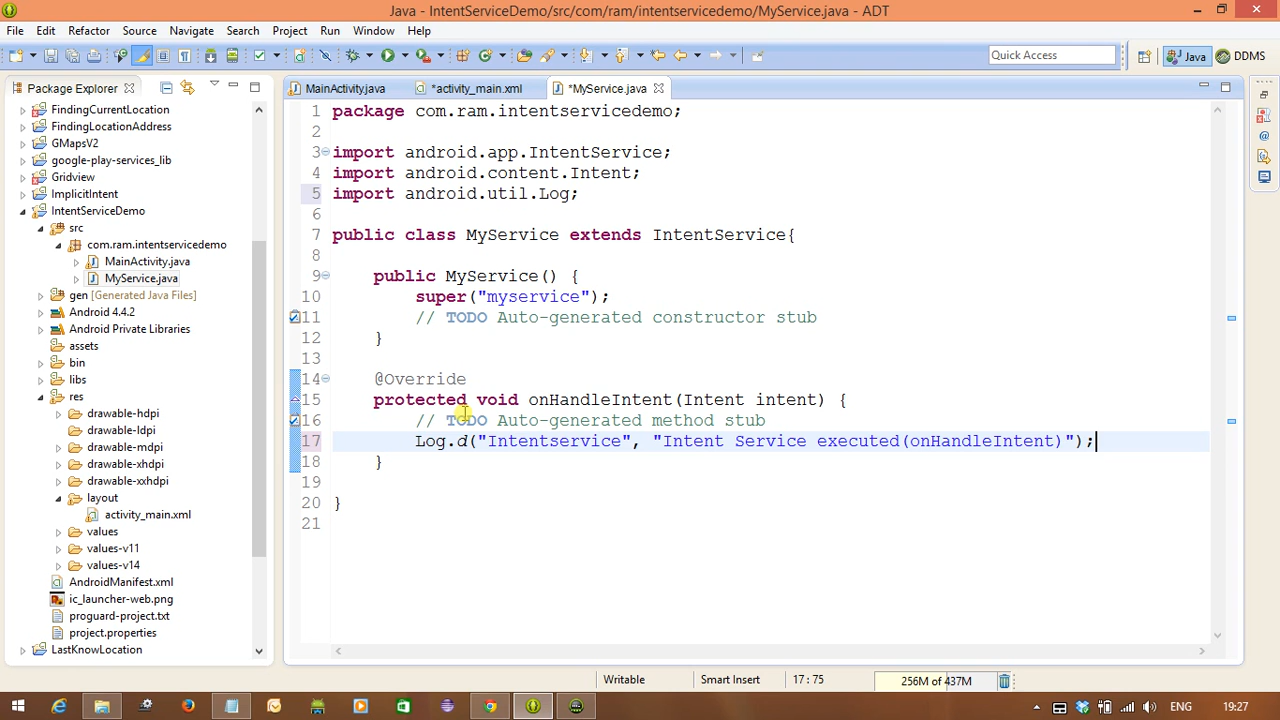 Java - IntentServiceDemo/src/com/ram/intentservicedemo/MyService.java - ADT
File Edit Refactor Source Navigate Search Project Run Window Help
Quick Access
Java
DDMS
Package Explorer
FindingCurrentLocation
FindingLocationAddress
GMapsV2
google-play-services_lib
Gridview
ImplicitIntent
IntentServiceDemo
src
com.ram.intentservicedemo
MainActivity.java
MyService.java
gen [Generated Java Files]
Android 4.4.2
Android Private Libraries
assets
bin
libs
res
drawable-hdpi
drawable-ldpi
drawable-mdpi
drawable-xhdpi
drawable-xxhdpi
layout
activity_main.xml
values
values-v11
values-v14
AndroidManifest.xml
ic_launcher-web.png
proguard-project.txt
project.properties
LastKnowLocation
MainActivity.java *activity_main.xml *MyService.java
1 package com.ram.intentservicedemo;
2
3 import android.app.IntentService;
4 import android.content.Intent;
5 import android.util.Log;
6
7 public class MyService extends IntentService{
8
9 public MyService() {
10 super("myservice");
11 // TODO Auto-generated constructor stub
12 }
13
14 @Override
15 protected void onHandleIntent(Intent intent) {
16 // TODO Auto-generated method stub
17 Log.d("Intentservice", "Intent Service executed(onHandleIntent)");
18 }
19
20 }
21
Writable Smart Insert 17 : 75 256M of 437M
ENG 19:27